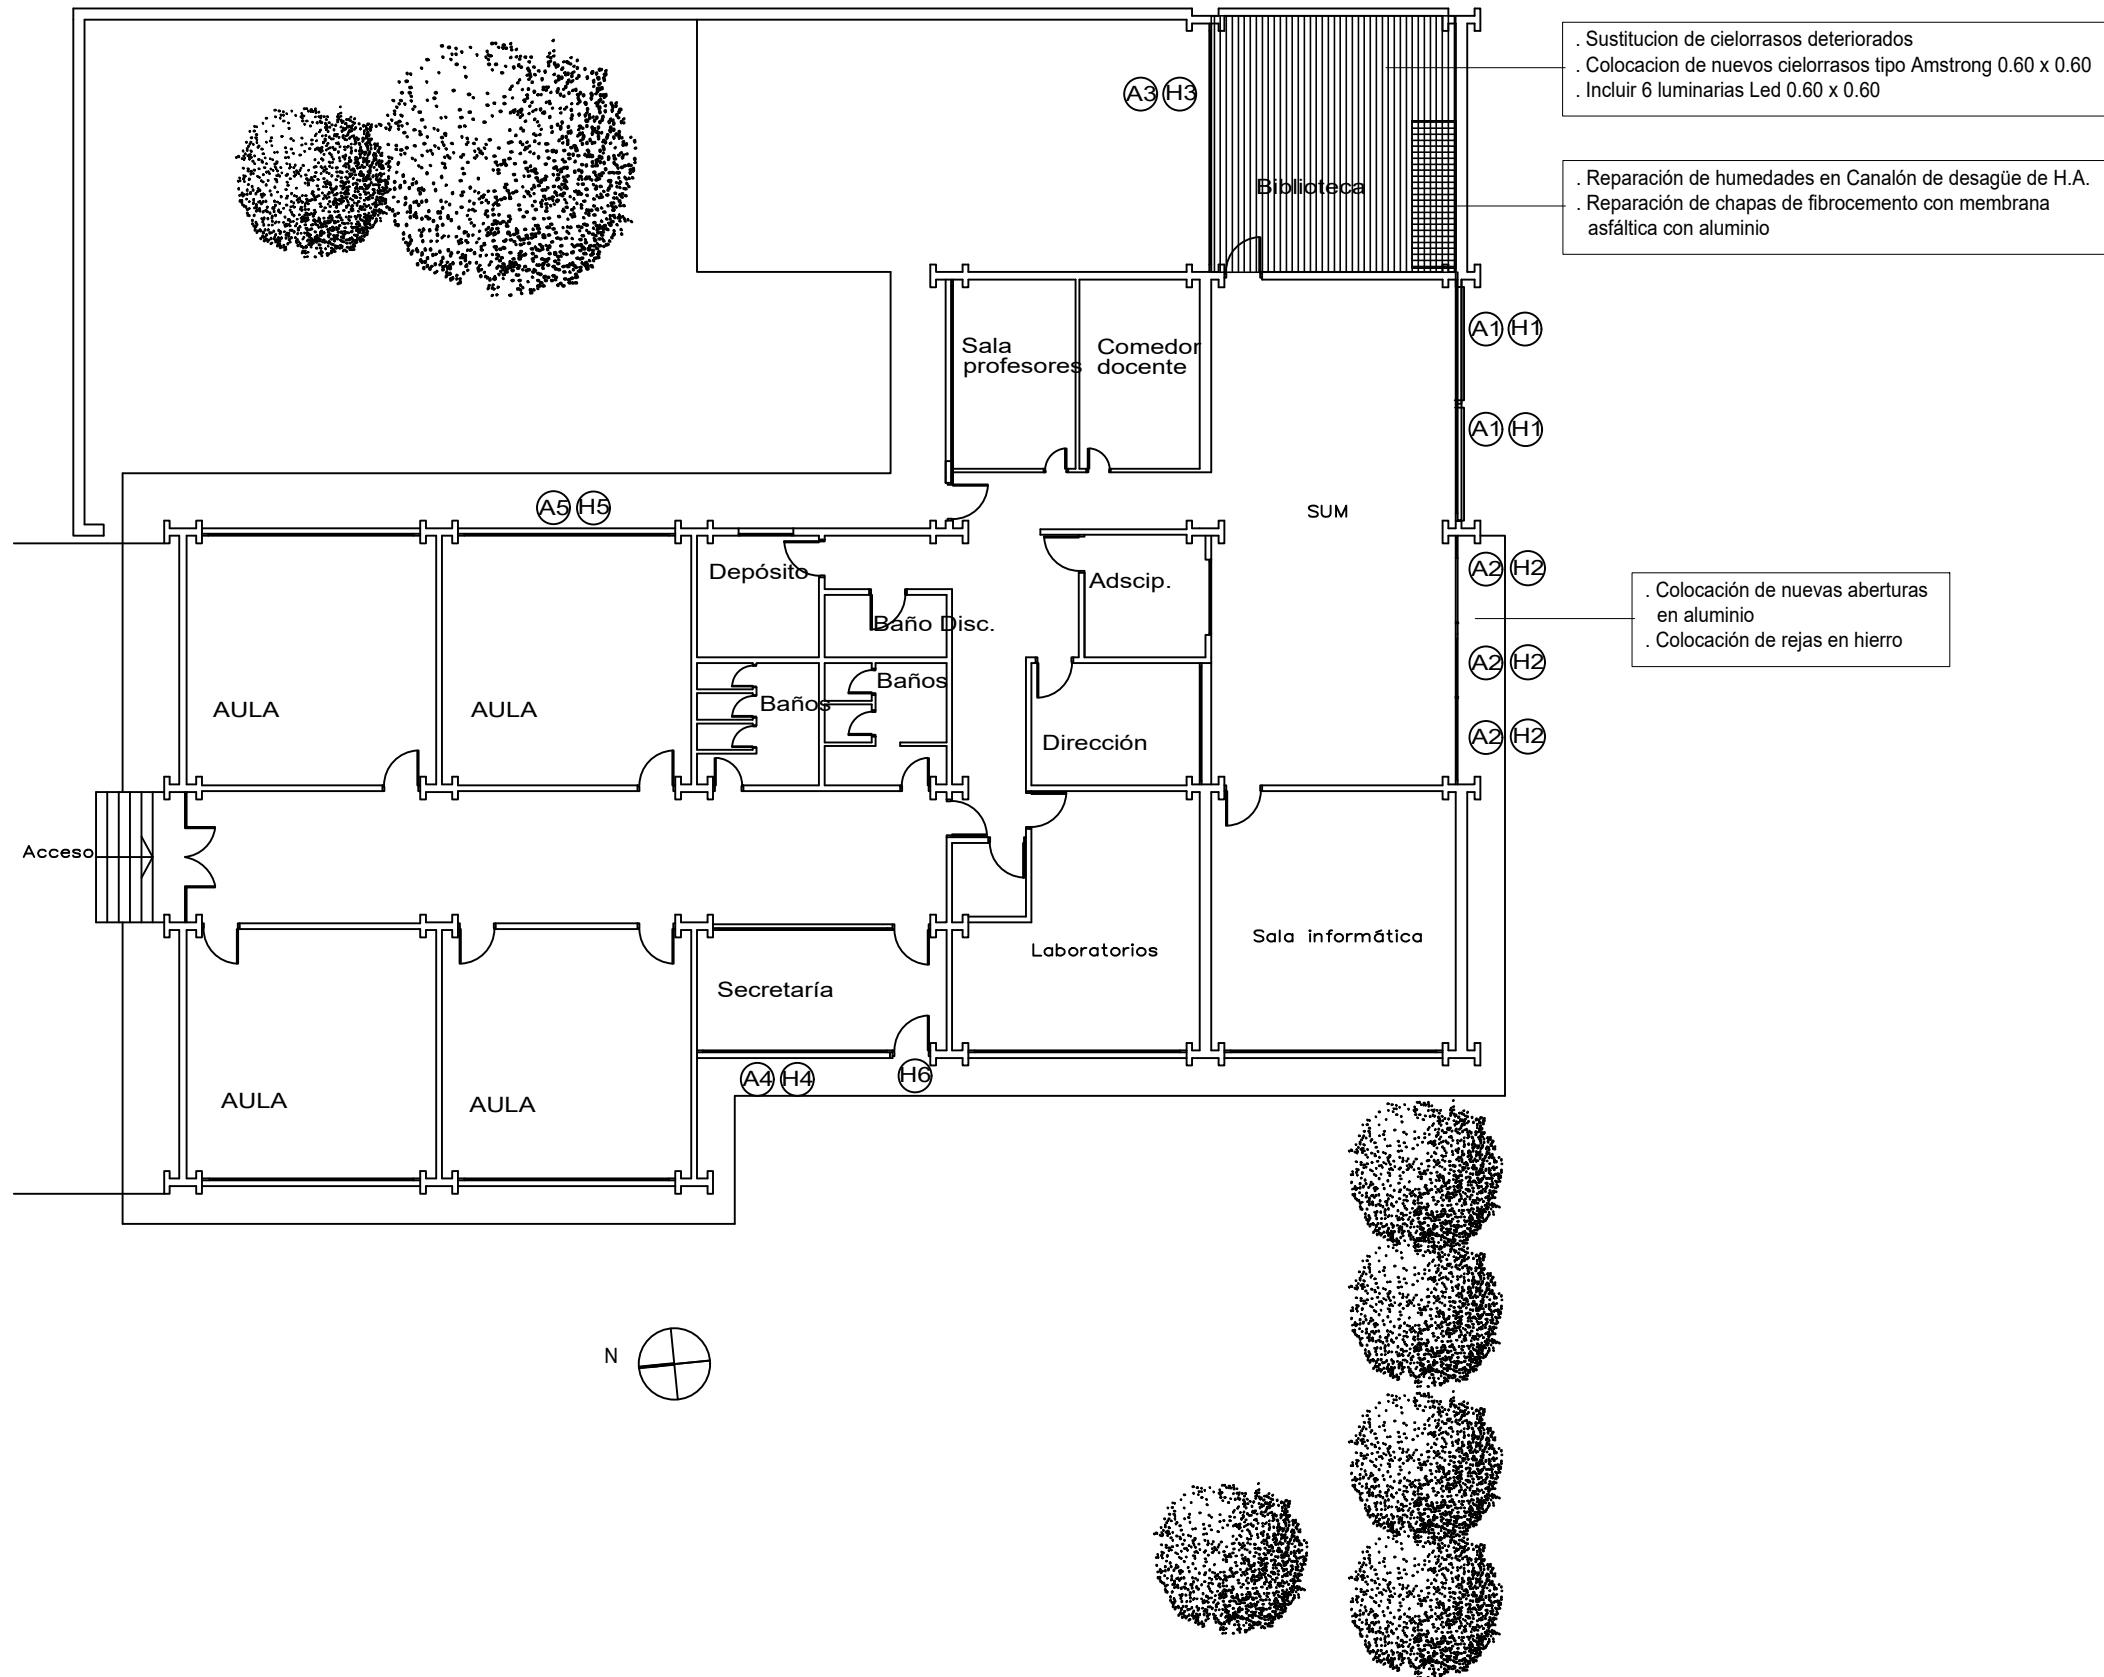 . Sustitucion de cielorrasos deteriorados
. Colocacion de nuevos cielorrasos tipo Amstrong 0.60 x 0.60
. Incluir 6 luminarias Led 0.60 x 0.60
A3 H3
. Reparación de humedades en Canalón de desagüe de H.A.
. Reparación de chapas de fibrocemento con membrana
asfáltica con aluminio
Biblioteca
A1 H1
Sala
profesores
Comedor
docente
A1 H1
A5 H5
SUM
Depósito
Adscip.
A2 H2
. Colocación de nuevas aberturas
en aluminio
. Colocación de rejas en hierro
Baño Disc.
A2 H2
Baños
Baños
AULA
AULA
Dirección
A2 H2
Acceso
Laboratorios
Sala informática
Secretaría
A4 H4
H6
AULA
AULA
N